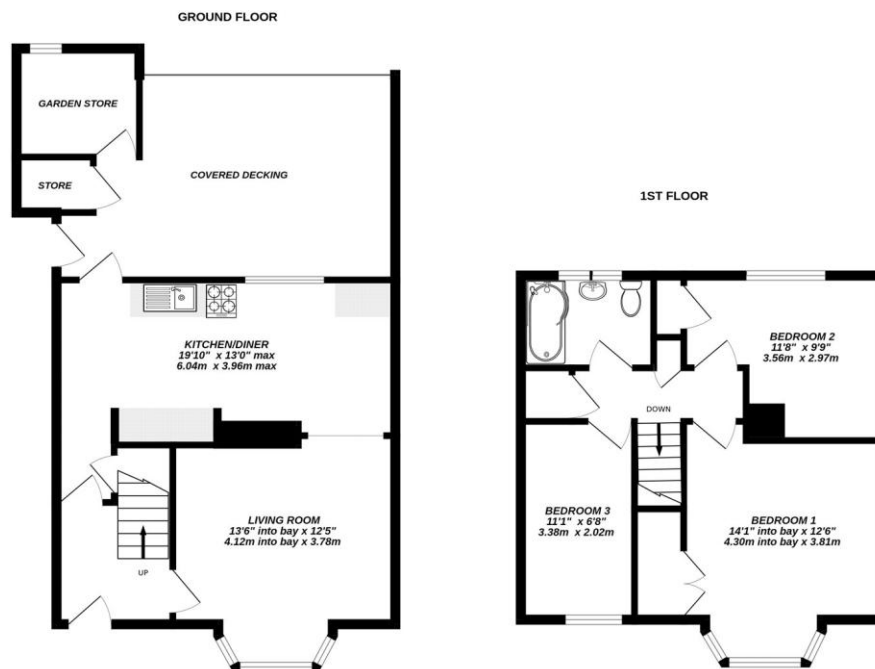 GROUND FLOOR
GARDEN STORE
STORE
COVERED DECKING
KITCHEN/DINER
19'10" x 13'0" max
6.04m x 3.96m max
LIVING ROOM
13'6" into bay x 12'5"
4.12m into bay x 3.78m
UP
1ST FLOOR
BEDROOM 2
11'8" x 9'9"
3.56m x 2.97m
DOWN
BEDROOM 3
11'1" x 6'8"
3.38m x 2.02m
BEDROOM 1
14'1" into bay x 12'6"
4.30m into bay x 3.81m